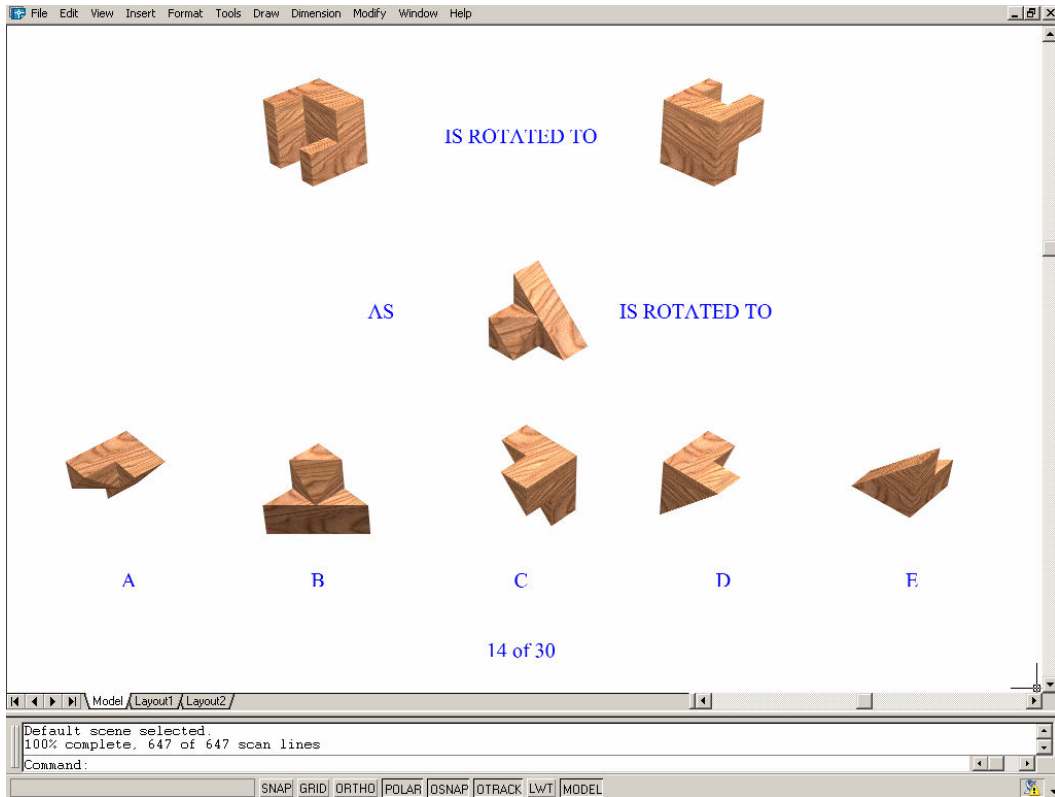 File Edit View Insert Format Tools Draw Dimension Modify Window Help
IS ROTATED TO
AS IS ROTATED TO
A B C D E
14 of 30
Model Layout1 Layout2
Default scene selected.
100% complete, 647 of 647 scan lines
Command:
SNAP GRID ORTHO POLAR OSNAP OTRACK LWT MODEL